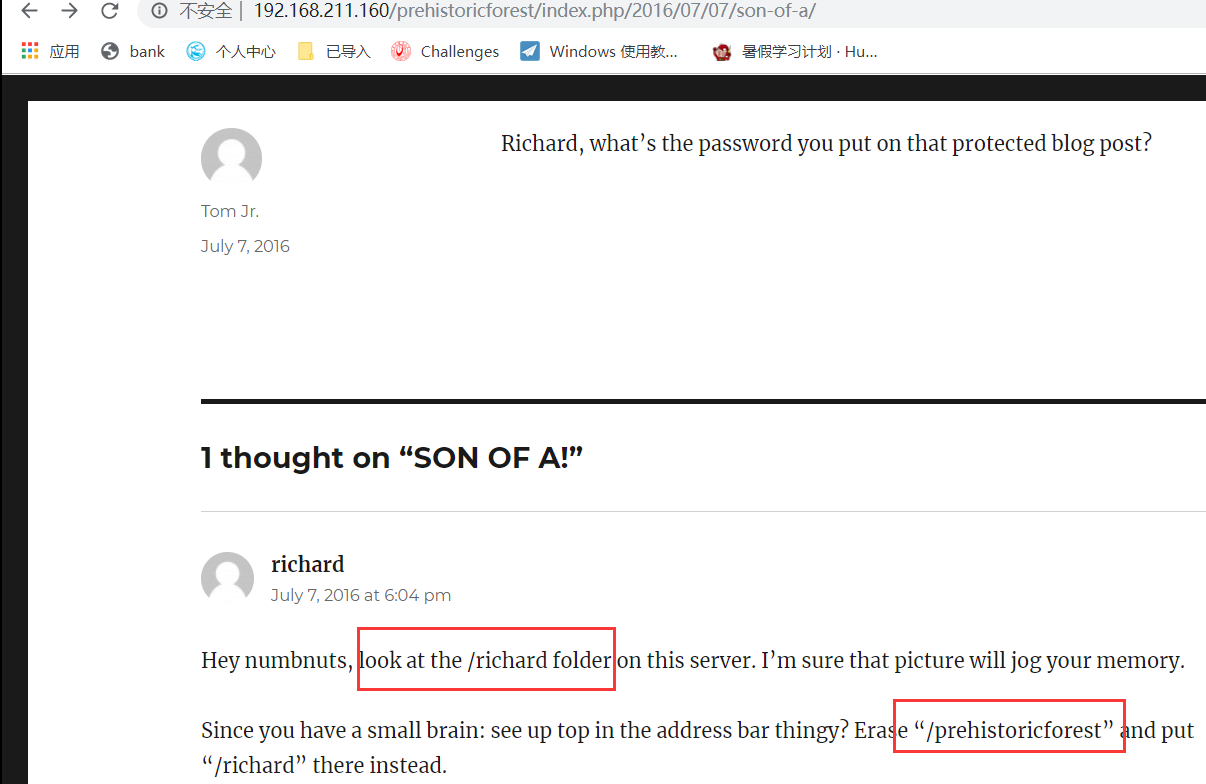 不安全 | 192.168.211.160/prehistoricforest/index.php/2016/07/07/son-of-a/
应用 bank 个人中心 已导入 Challenges Windows 使用教... 暑假学习计划 · Hu...
Richard, what’s the password you put on that protected blog post?
Tom Jr.
July 7, 2016
1 thought on “SON OF A!”
richard
July 7, 2016 at 6:04 pm
Hey numbnuts, look at the /richard folder on this server. I’m sure that picture will jog your memory.
Since you have a small brain: see up top in the address bar thingy? Erase “/prehistoricforest” and put
“/richard” there instead.